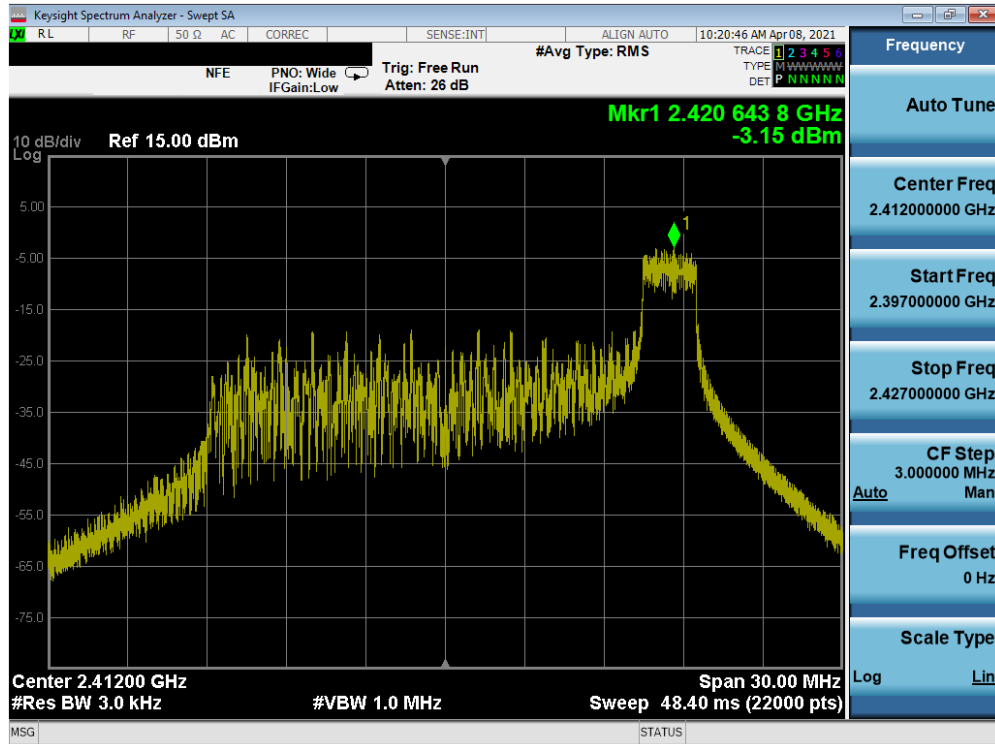 Keysight Spectrum Analyzer - Swept SA
LXI RL RF 50 Ω AC CORREC SENSE:INT ALIGN AUTO 10:20:46 AM Apr 08, 2021
NFE PNO: Wide Trig: Free Run #Avg Type: RMS TRACE 1 2 3 4 5 6
IFGain:Low Atten: 26 dB TYPE M WWWWW
DET P N N N N N
Mkr1 2.420 643 8 GHz
-3.15 dBm
10 dB/div Ref 15.00 dBm
Log
1
5.00
-5.00
-15.0
-25.0
-35.0
-45.0
-55.0
-65.0
-75.0
Center 2.41200 GHz Span 30.00 MHz
#Res BW 3.0 kHz #VBW 1.0 MHz Sweep 48.40 ms (22000 pts)
MSG STATUS
Frequency
Auto Tune
Center Freq
2.412000000 GHz
Start Freq
2.397000000 GHz
Stop Freq
2.427000000 GHz
CF Step
3.000000 MHz
Auto Man
Freq Offset
0 Hz
Scale Type
Log Lin